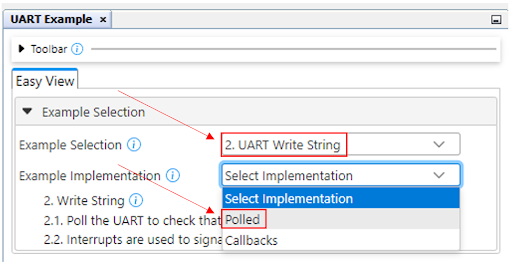 UART Example ×
Toolbar
Easy View
Example Selection
Example Selection 2. UART Write String
Example Implementation Select Implementation
Select Implementation
2. Write String
2.1. Poll the UART to check that
Polled
2.2. Interrupts are used to signa
Callbacks